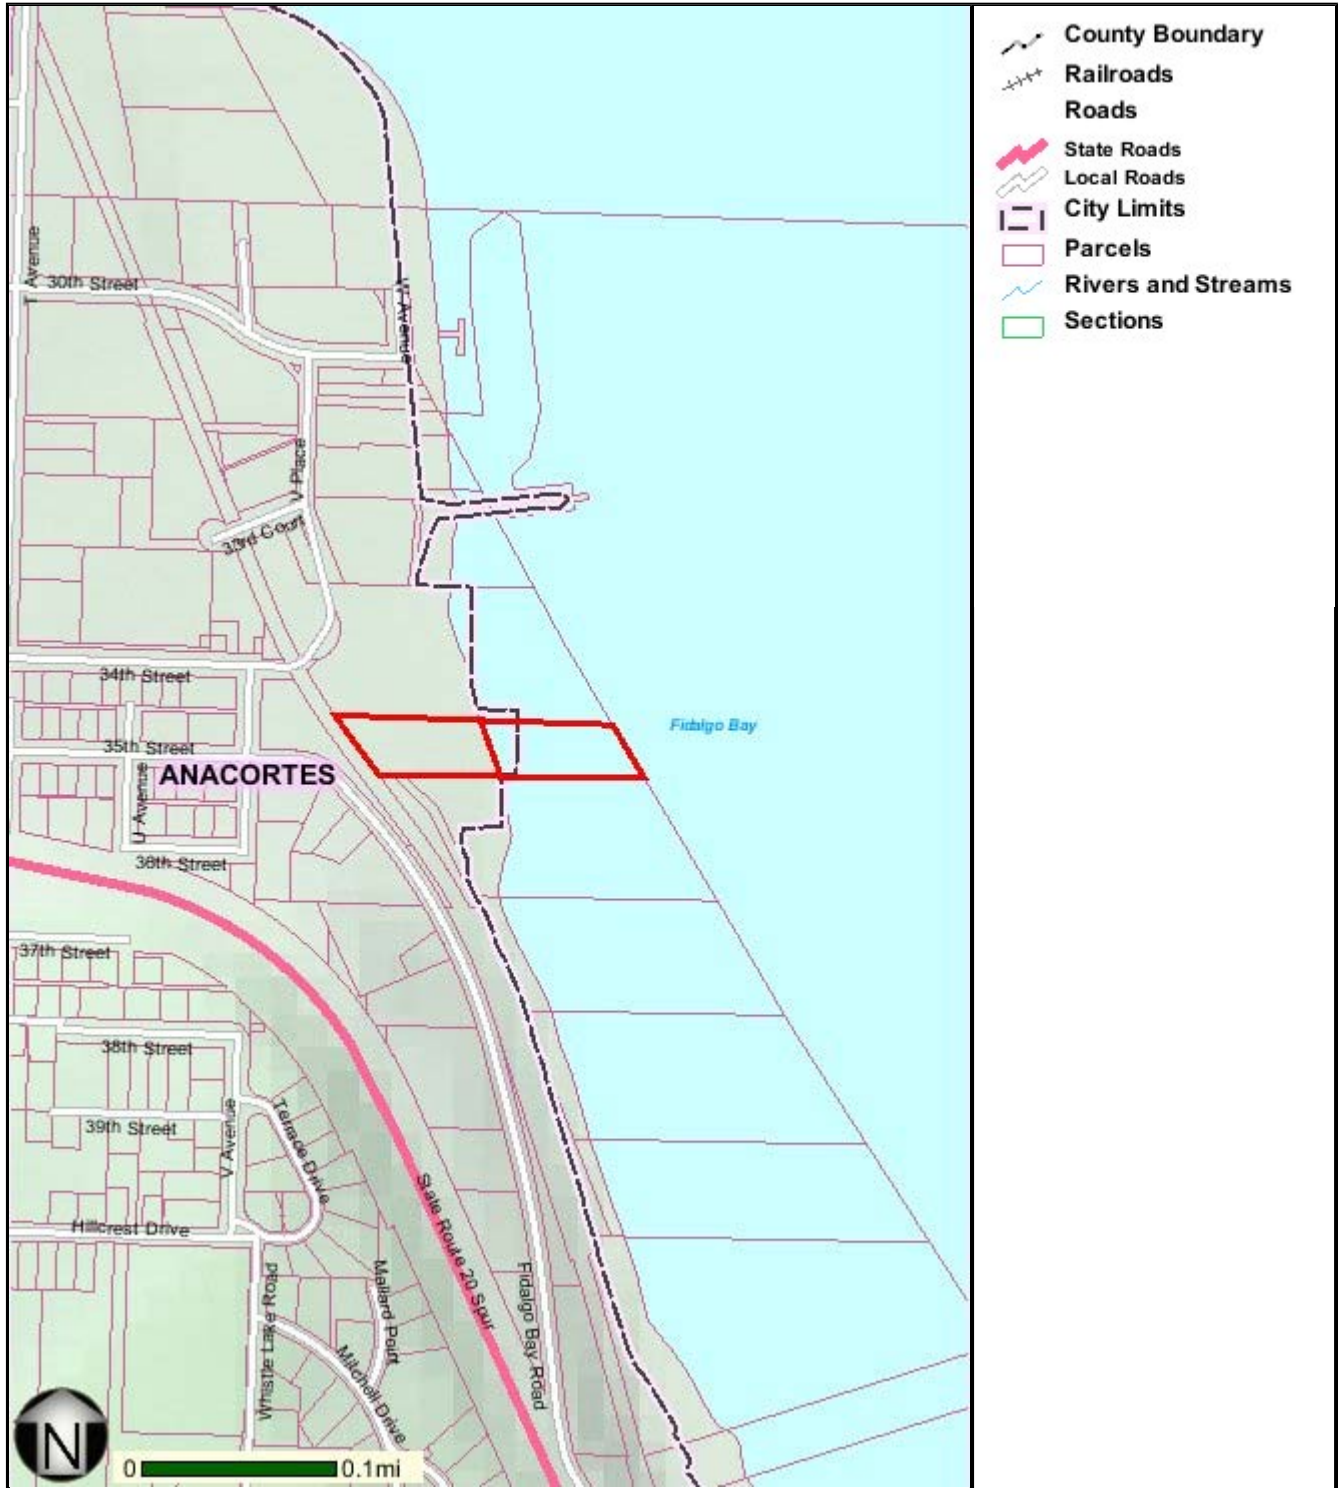 County Boundary
Railroads
Roads
State Roads
Local Roads
City Limits
Parcels
Rivers and Streams
Sections
T Avenue
30th Street
W Avenue
V Place
33rd Court
34th Street
Fidalgo Bay
35th Street
ANACORTES
U Avenue
36th Street
37th Street
38th Street
39th Street
V Avenue
Terrace Drive
Hillcrest Drive
State Route 20 Spur
Fidalgo Bay Road
Mallard Point
Whistle Lake Road
Mitchell Drive
N
0 0.1mi